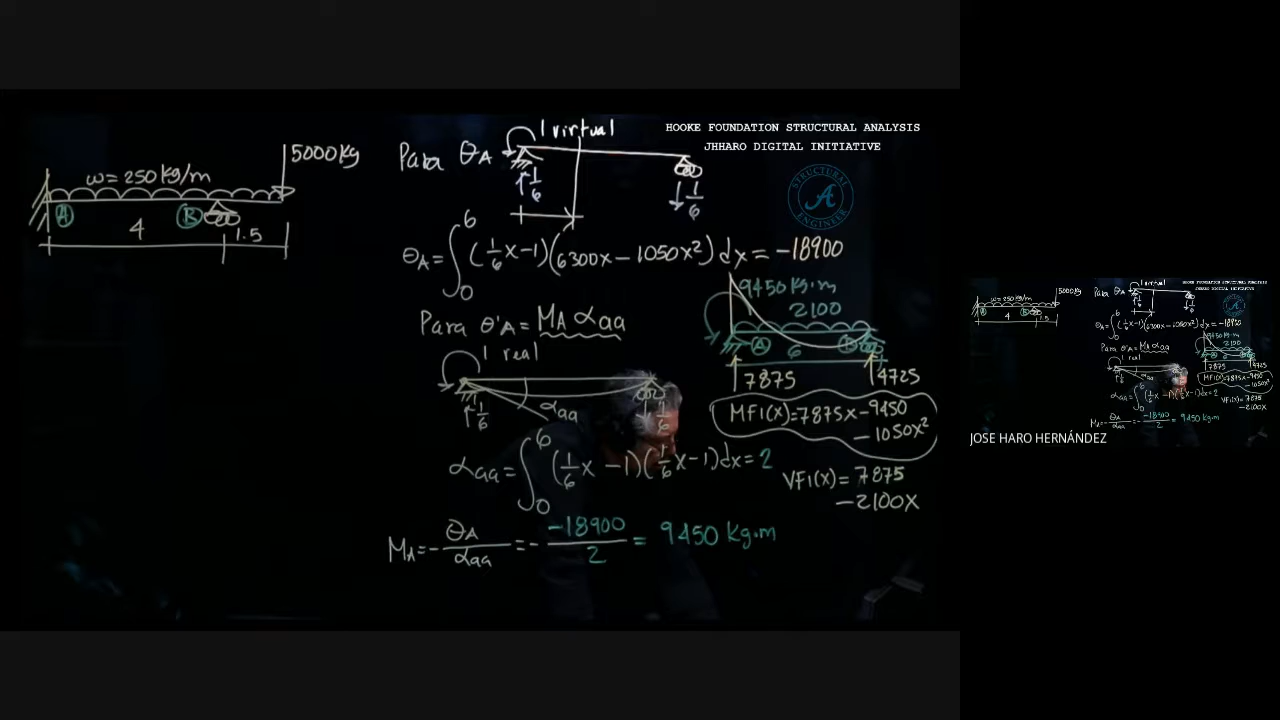 HOOKE FOUNDATION STRUCTURAL ANALYSIS
JHHARO DIGITAL INITIATIVE
STRUCTURAL
A
ENGINEER
5000 Kg
w = 250 kg/m
A
B
4
1.5
Para θA
1 virtual
1/6
1/6
θA = ∫₀⁶ (1/6x - 1)(6300x - 1050x²) dx = -18900
Para θ'A = MA αaa
1 real
1/6
αaa
1/6
αaa = ∫₀⁶ (1/6x - 1)(1/6x - 1) dx = 2
MA = - θA/αaa = - -18900/2 = 9450 kg·m
9450 kg·m
2100
A
6
B
7875
4725
MF1(x) = 7875x - 9450
- 1050x²
VF1(x) = 7875
- 2100x
JOSE HARO HERNÁNDEZ